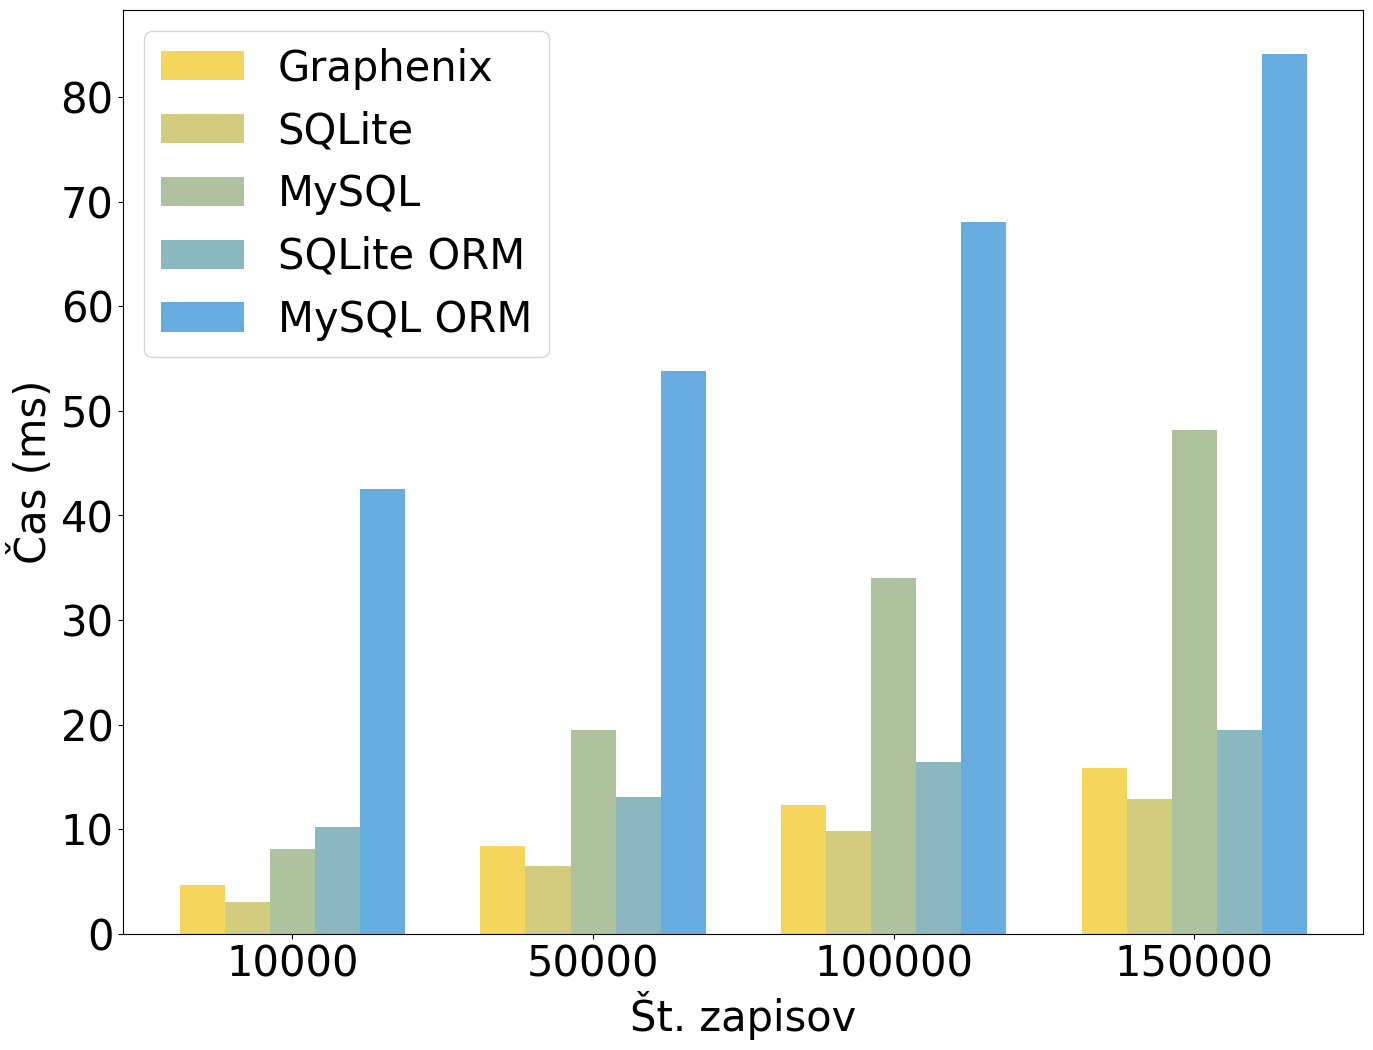 Graphenix
SQLite
MySQL
SQLite ORM
MySQL ORM
80
70
60
50
40
30
20
10
0
Čas (ms)
10000 50000 100000 150000
Št. zapisov